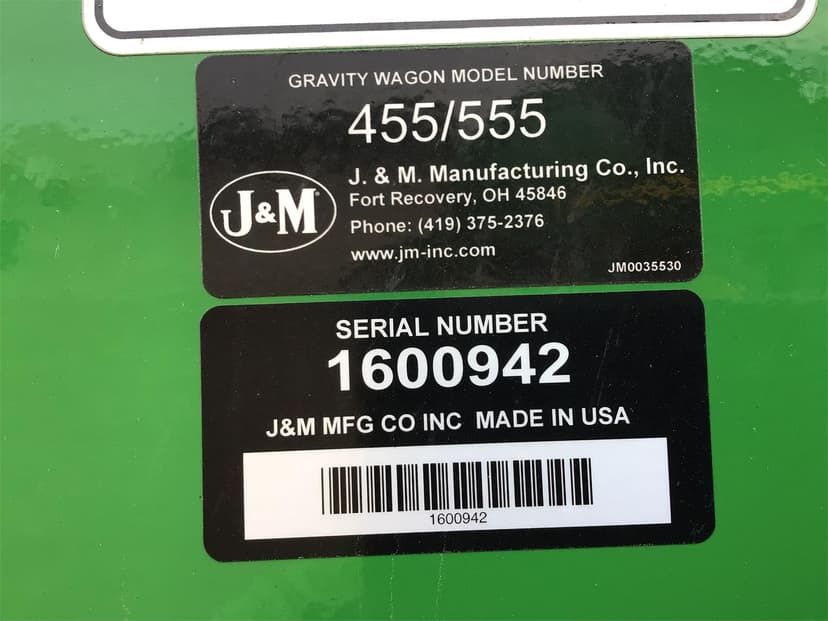 GRAVITY WAGON MODEL NUMBER
455/555
J&M
J. & M. Manufacturing Co., Inc.
Fort Recovery, OH 45846
Phone: (419) 375-2376
www.jm-inc.com
JM0035530
SERIAL NUMBER
1600942
J&M MFG CO INC MADE IN USA
1600942